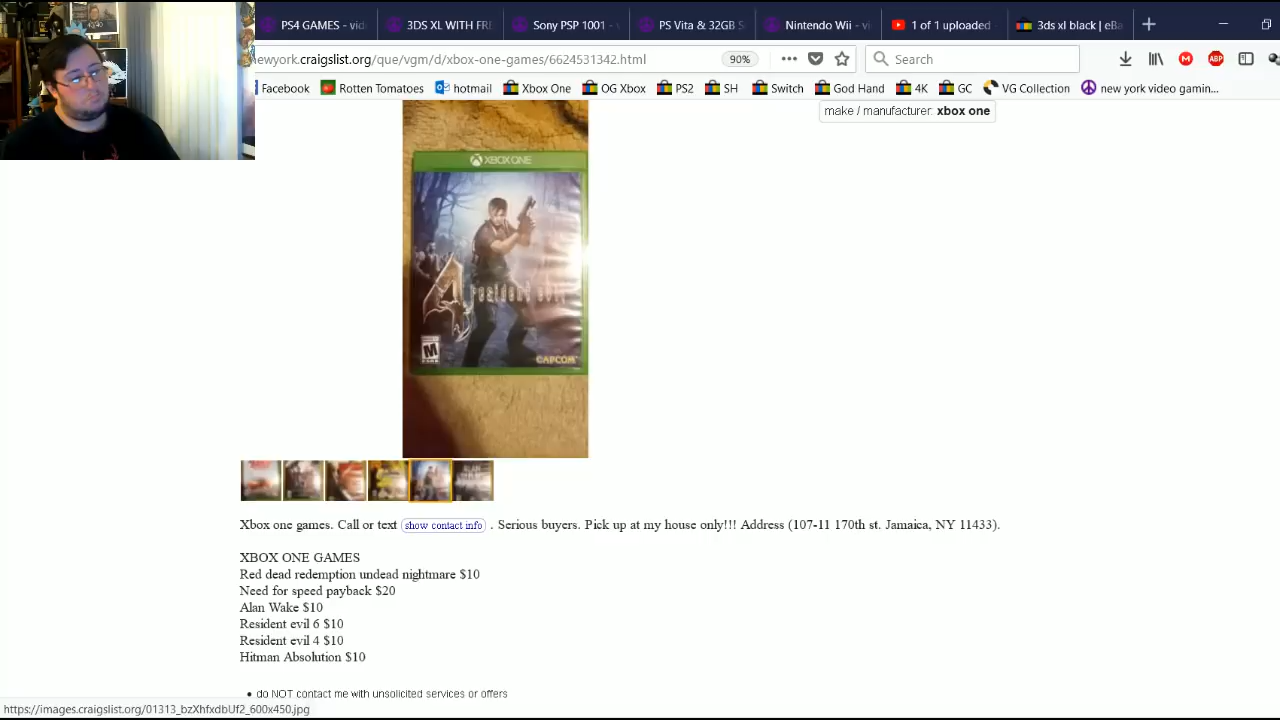 PS4 GAMES - vid
3DS XL WITH FR
Sony PSP 1001 -
PS Vita & 32GB
Nintendo Wii - vi
1 of 1 uploaded
3ds xl black | eBa
newyork.craigslist.org/que/vgm/d/xbox-one-games/6624531342.html
90%
Search
Facebook
Rotten Tomatoes
hotmail
Xbox One
OG Xbox
PS2
SH
Switch
God Hand
4K
GC
VG Collection
new york video gamin...
make / manufacturer: xbox one
XBOX ONE
4
resident evil
M
CAPCOM
Xbox one games. Call or text show contact info . Serious buyers. Pick up at my house only!!! Address (107-11 170th st. Jamaica, NY 11433).
XBOX ONE GAMES
Red dead redemption undead nightmare $10
Need for speed payback $20
Alan Wake $10
Resident evil 6 $10
Resident evil 4 $10
Hitman Absolution $10
• do NOT contact me with unsolicited services or offers
https://images.craigslist.org/01313_bzXhfxdbUf2_600x450.jpg